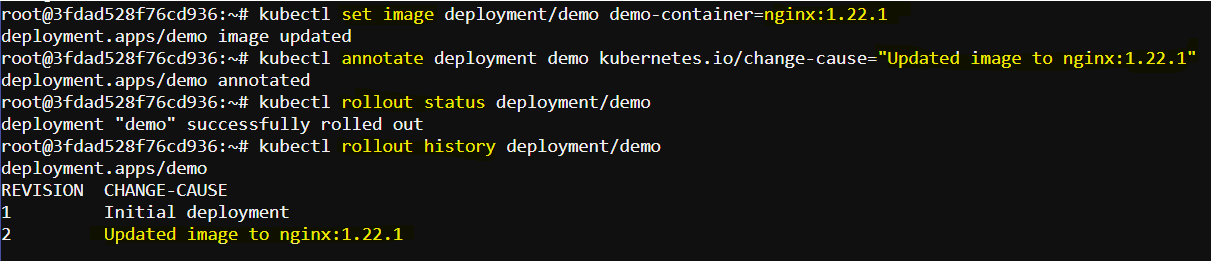 root@3fdad528f76cd936:~# kubectl set image deployment/demo demo-container=nginx:1.22.1
deployment.apps/demo image updated
root@3fdad528f76cd936:~# kubectl annotate deployment demo kubernetes.io/change-cause="Updated image to nginx:1.22.1"
deployment.apps/demo annotated
root@3fdad528f76cd936:~# kubectl rollout status deployment/demo
deployment "demo" successfully rolled out
root@3fdad528f76cd936:~# kubectl rollout history deployment/demo
deployment.apps/demo
REVISION  CHANGE-CAUSE
1         Initial deployment
2         Updated image to nginx:1.22.1